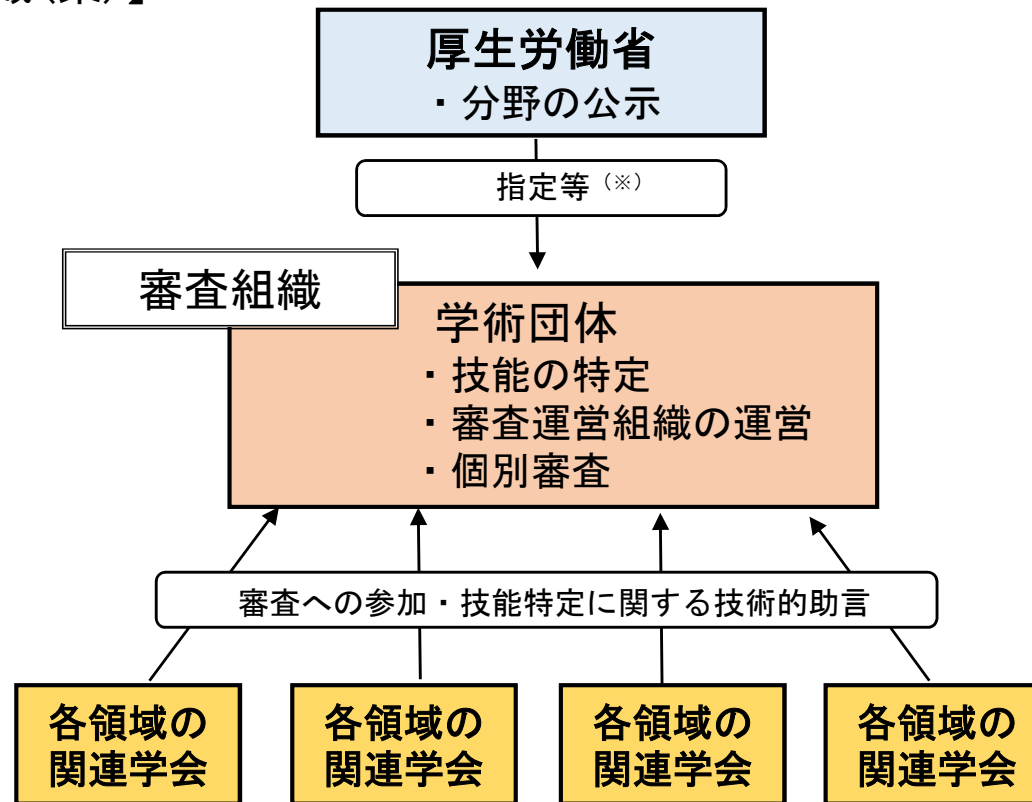 厚生労働省
・分野の公示
指定等（※）
審査組織
学術団体
・技能の特定
・審査運営組織の運営
・個別審査
審査への参加・技能特定に関する技術的助言
各領域の
関連学会
各領域の
関連学会
各領域の
関連学会
各領域の
関連学会